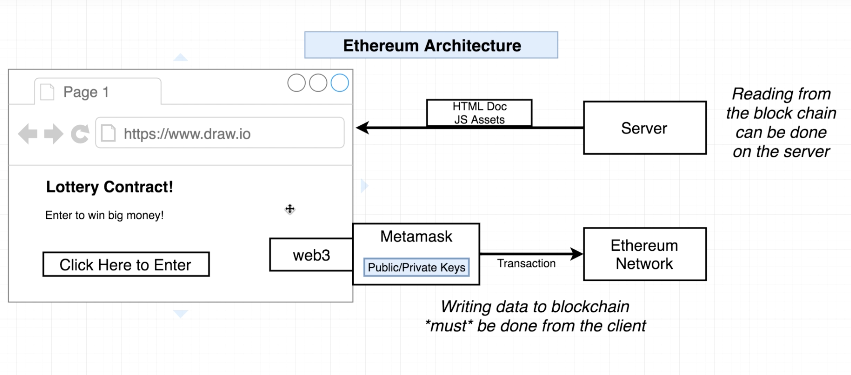 Ethereum Architecture
Page 1
https://www.draw.io
Lottery Contract!
Enter to win big money!
Click Here to Enter
web3
Metamask
Public/Private Keys
HTML Doc
JS Assets
Server
Reading from
the block chain
can be done
on the server
Transaction
Ethereum
Network
Writing data to blockchain
*must* be done from the client